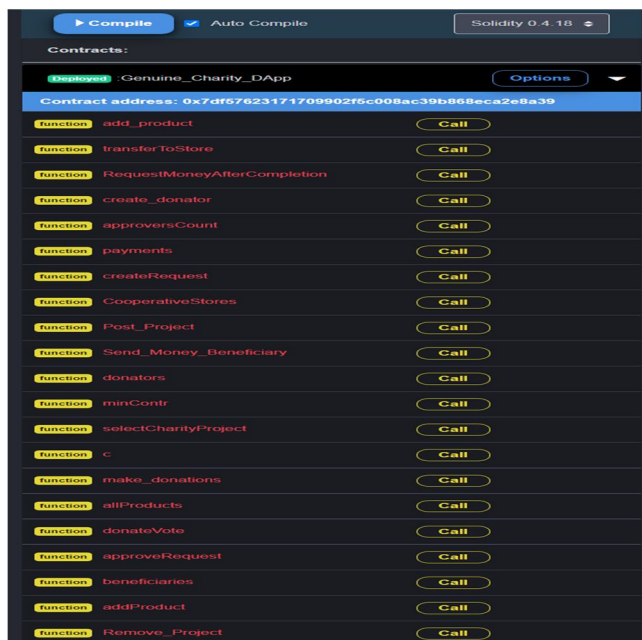 Compile Auto Compile Solidity 0.4.18
Contracts:
Deployed :Genuine_Charity_DApp Options
Contract address: 0x7df57623171709902f5c008ac39b868eca2e8a39
function add_product Call
function transferToStore Call
function RequestMoneyAfterCompletion Call
function create_donator Call
function approversCount Call
function payments Call
function createRequest Call
function CooperativeStores Call
function Post_Project Call
function Send_Money_Beneficiary Call
function donators Call
function minContr Call
function selectCharityProject Call
function c Call
function make_donations Call
function allProducts Call
function donateVote Call
function approveRequest Call
function beneficiaries Call
function addProduct Call
function Remove_Project Call